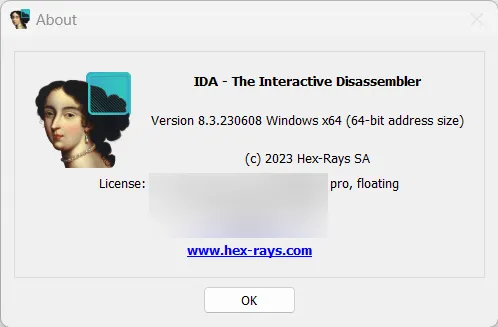 About
IDA - The Interactive Disassembler
Version 8.3.230608 Windows x64 (64-bit address size)
(c) 2023 Hex-Rays SA
License: pro, floating
www.hex-rays.com
OK